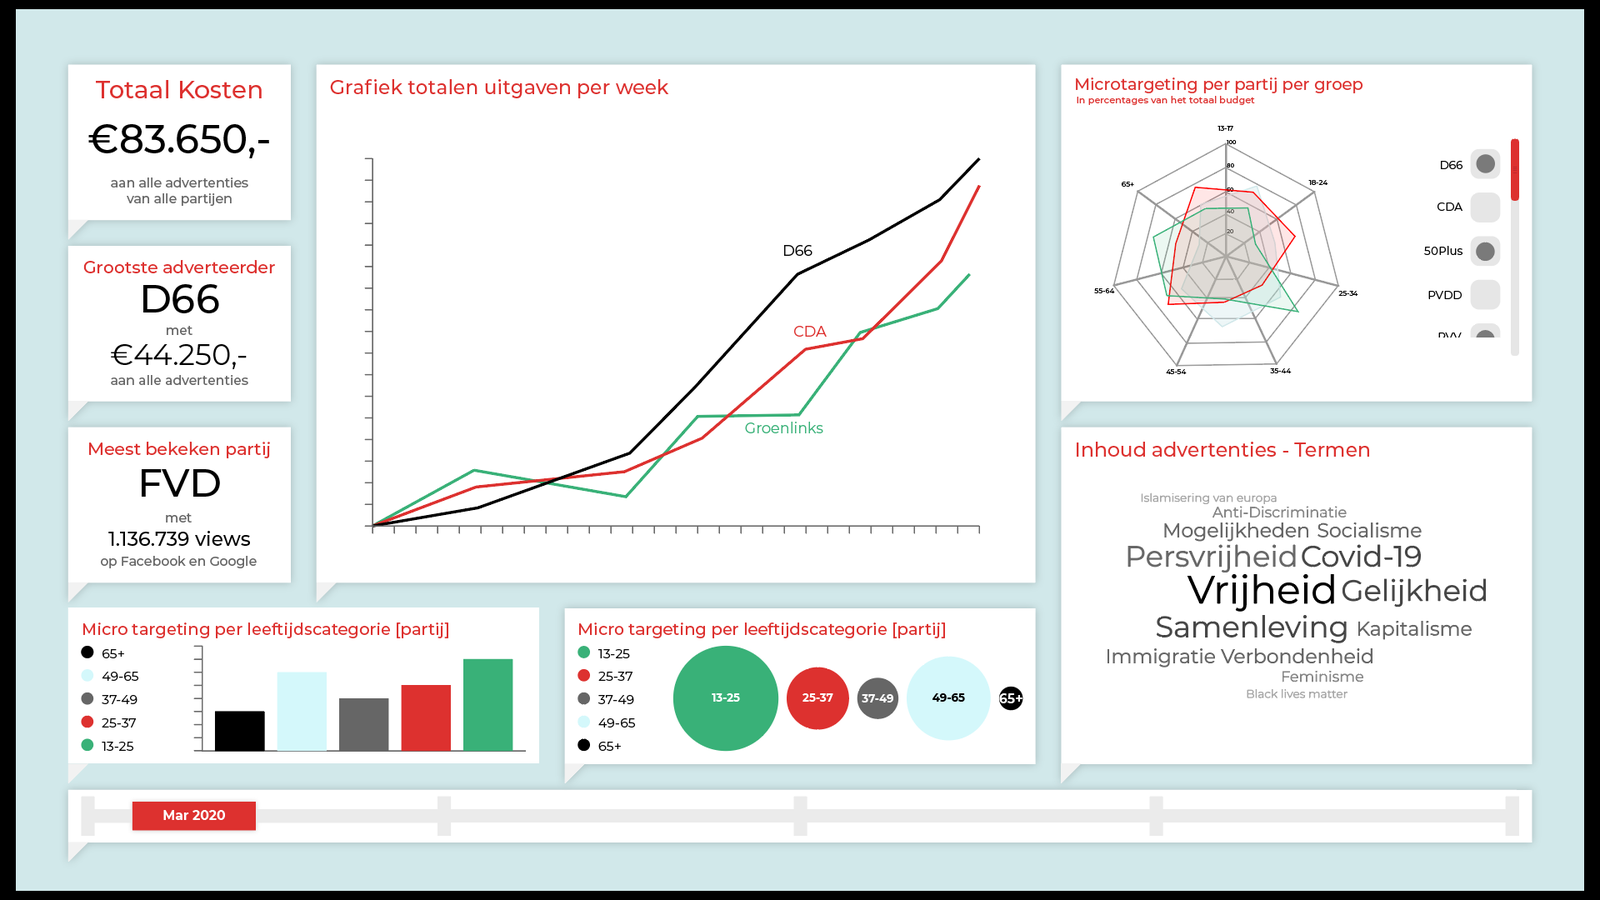 Totaal Kosten
€83.650,-
aan alle advertenties
van alle partijen
Grootste adverteerder
D66
met
€44.250,-
aan alle advertenties
Meest bekeken partij
FVD
met
1.136.739 views
op Facebook en Google
Grafiek totalen uitgaven per week
D66
CDA
Groenlinks
Microtargeting per partij per groep
In percentages van het totaal budget
13-17
100
80
60
40
20
18-24
25-34
35-44
45-54
55-64
65+
D66
CDA
50Plus
PVDD
PVV
Inhoud advertenties - Termen
Islamisering van europa
Anti-Discriminatie
Mogelijkheden Socialisme
Persvrijheid Covid-19
Vrijheid Gelijkheid
Samenleving Kapitalisme
Immigratie Verbondenheid
Feminisme
Black lives matter
Micro targeting per leeftijdscategorie [partij]
65+
49-65
37-49
25-37
13-25
Micro targeting per leeftijdscategorie [partij]
13-25
25-37
37-49
49-65
65+
13-25
25-37
37-49
49-65
65+
Mar 2020